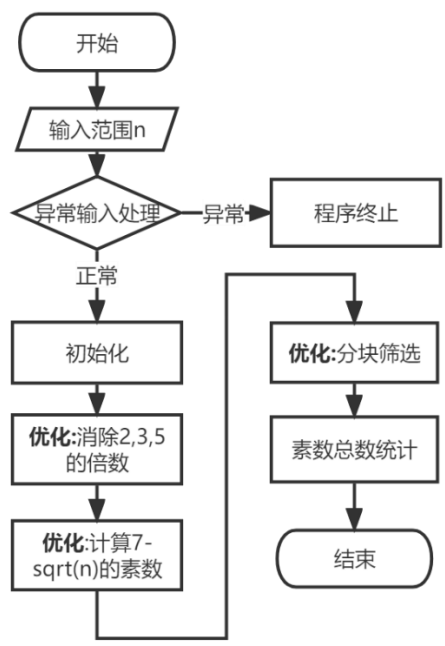 开始
输入范围n
异常输入处理
异常
程序终止
正常
初始化
优化:消除2,3,5
的倍数
优化:计算7-
sqrt(n)的素数
优化:分块筛选
素数总数统计
结束